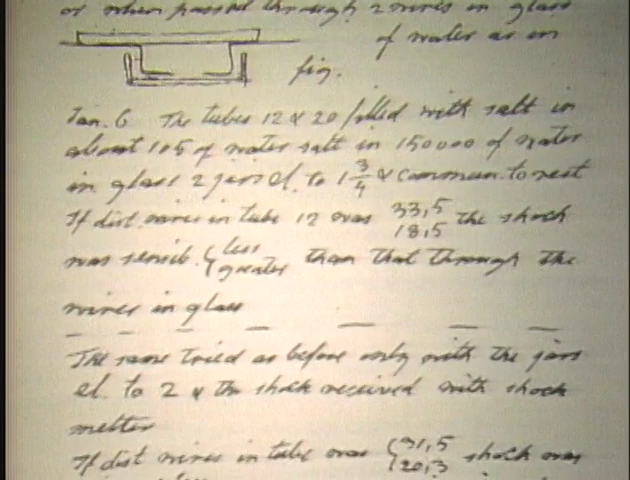 or when passed through 2 wires in glass
of water as in
fig.
Jan. 6 The tubes 12 & 20 filled with salt in
about 105 of water salt in 150000 of water
in glass 2 jars el. to 1 3/4 & commun. to rest
If dist. wires in tube 12 was 33,5 the shock
18,5
was sensib. { less than that through the
greater
wires in glass
The same tried as before only with the jars
el. to 2 & the shock received with shock
melter
If dist wires in tube was { 31,5 shock was
20,3